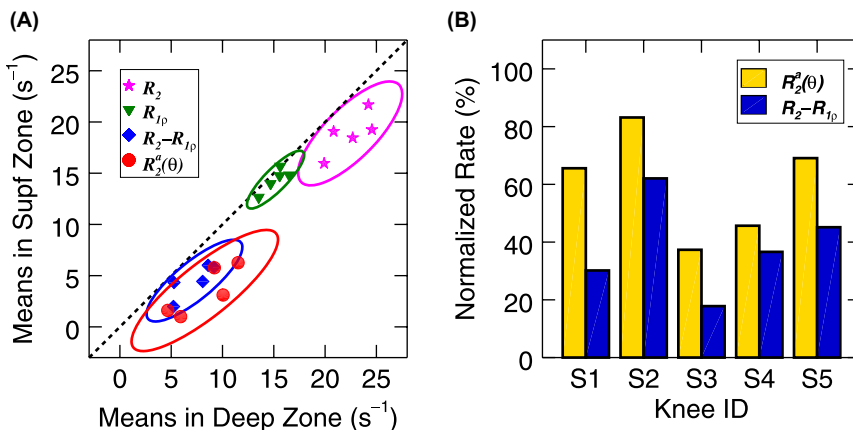 (A)
Means in Supf Zone (s⁻¹)
25
20
15
10
5
0
R₂
R₁ρ
R₂−R₁ρ
R₂ᵃ(θ)
0 5 10 15 20 25
Means in Deep Zone (s⁻¹)
(B)
Normalized Rate (%)
100
80
60
40
20
0
R₂ᵃ(θ)
R₂−R₁ρ
S1 S2 S3 S4 S5
Knee ID